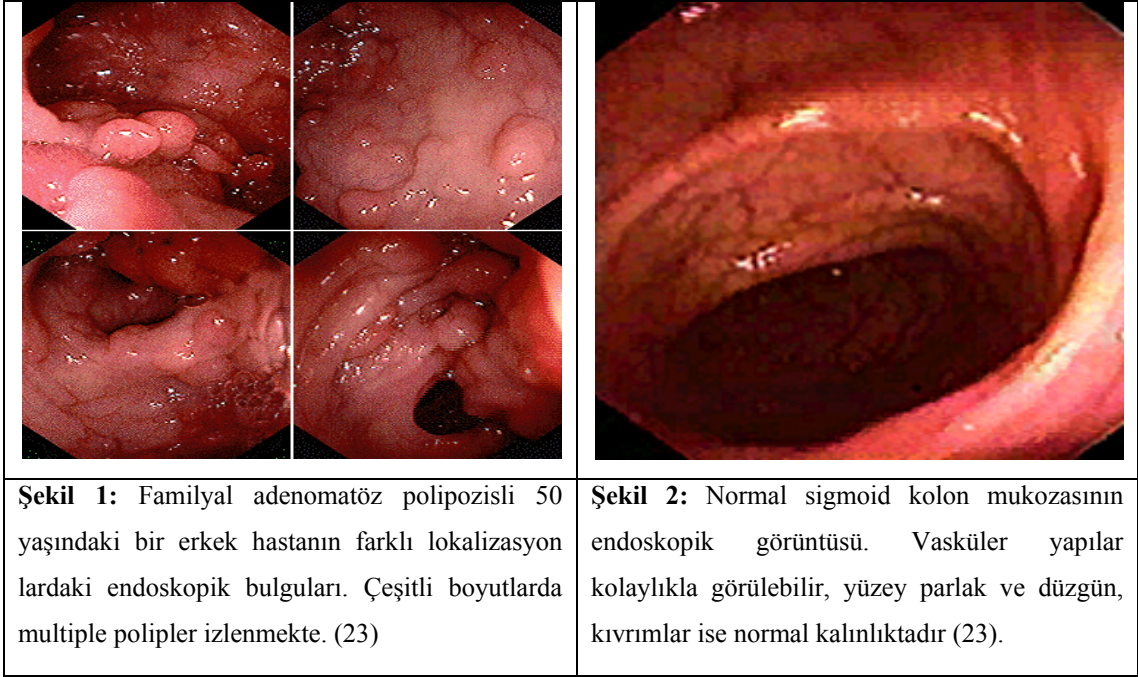 Şekil 1: Familyal adenomatöz polipozisli 50
yaşındaki bir erkek hastanın farklı lokalizasyon
lardaki endoskopik bulguları. Çeşitli boyutlarda
multiple polipler izlenmekte. (23)
Şekil 2: Normal sigmoid kolon mukozasının
endoskopik görüntüsü. Vasküler yapılar
kolaylıkla görülebilir, yüzey parlak ve düzgün,
kıvrımlar ise normal kalınlıktadır (23).